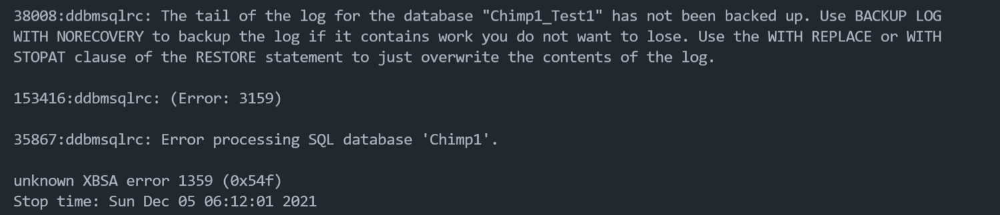 38008:ddbmsqlrc: The tail of the log for the database "Chimp1_Test1" has not been backed up. Use BACKUP LOG
WITH NORECOVERY to backup the log if it contains work you do not want to lose. Use the WITH REPLACE or WITH
STOPAT clause of the RESTORE statement to just overwrite the contents of the log.
153416:ddbmsqlrc: (Error: 3159)
35867:ddbmsqlrc: Error processing SQL database 'Chimp1'.
unknown XBSA error 1359 (0x54f)
Stop time: Sun Dec 05 06:12:01 2021